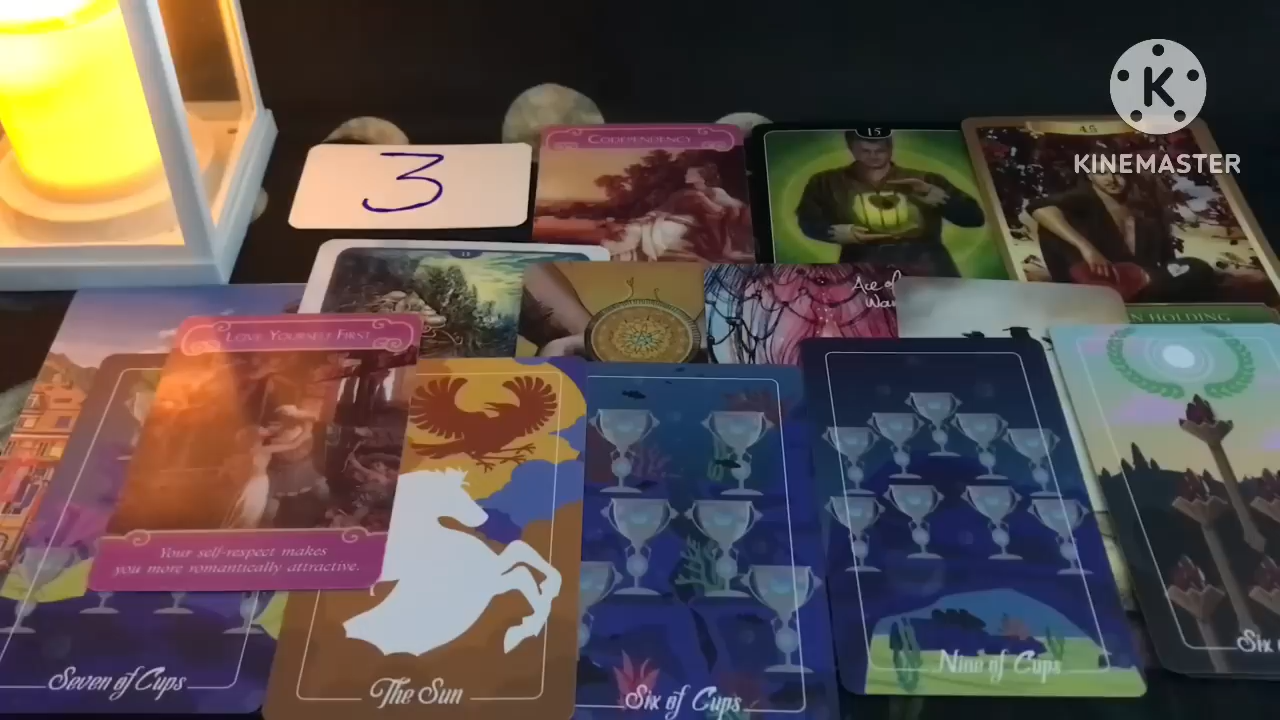 KINEMASTER
3
CODEPENDENCY
15
45
Ace of
LOVE YOURSELF FIRST
N HOLDING
Your self-respect makes
you more romantically attractive.
Seven of Cups
The Sun
Six of Cups
Nine of Cups
Six